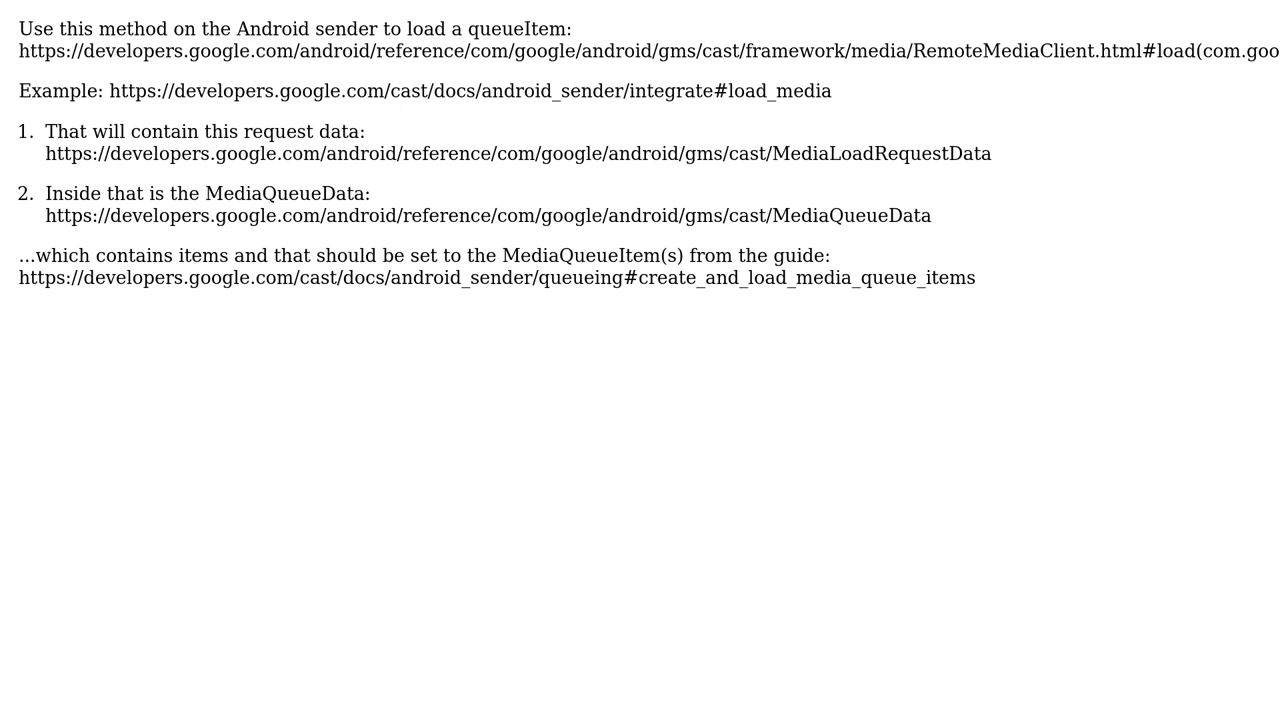 Use this method on the Android sender to load a queueItem:
https://developers.google.com/android/reference/com/google/android/gms/cast/framework/media/RemoteMediaClient.html#load(com.goo
Example: https://developers.google.com/cast/docs/android_sender/integrate#load_media
1. That will contain this request data:
https://developers.google.com/android/reference/com/google/android/gms/cast/MediaLoadRequestData
2. Inside that is the MediaQueueData:
https://developers.google.com/android/reference/com/google/android/gms/cast/MediaQueueData
...which contains items and that should be set to the MediaQueueItem(s) from the guide:
https://developers.google.com/cast/docs/android_sender/queueing#create_and_load_media_queue_items